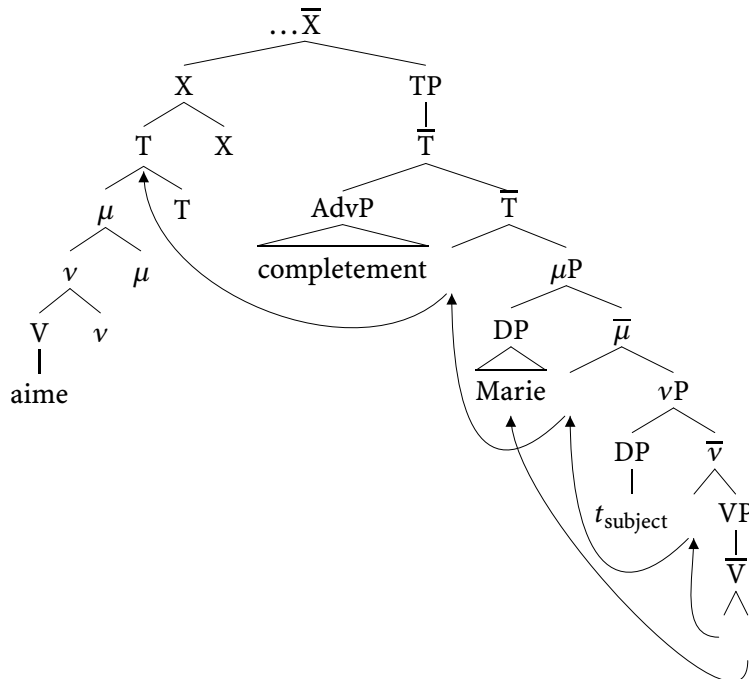 … X̅
X TP
T X T̅
μ T AdvP T̅
ν μ completement μP
V ν DP μ̅
aime Marie νP
DP ν̅
t_subject VP
V̅